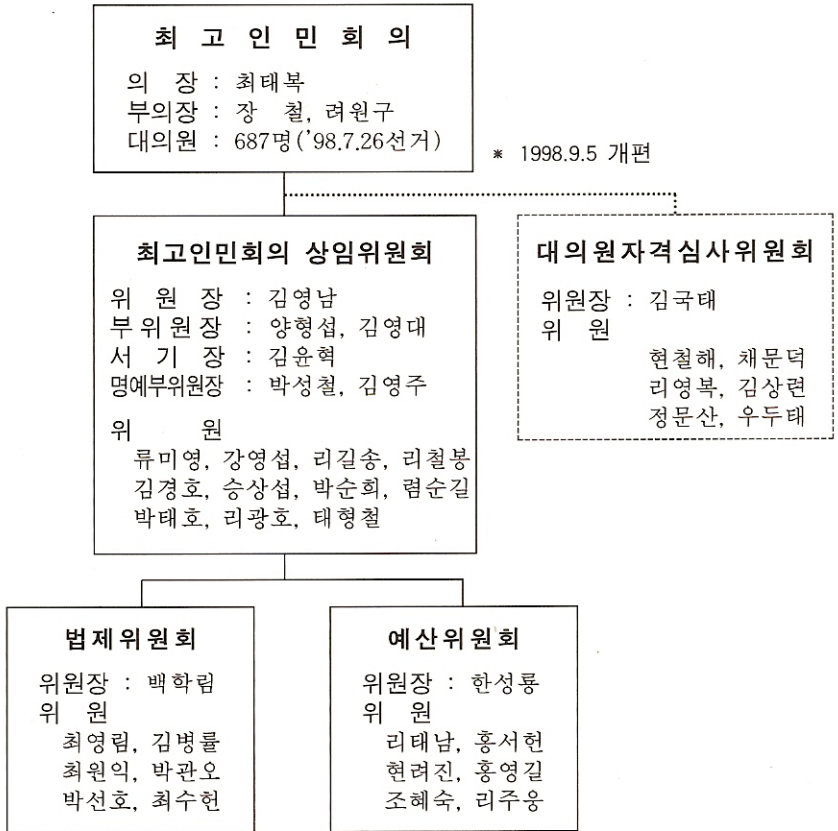 최 고 인 민 회 의
의 장 : 최태복
부의장 : 장 철, 려원구
대의원 : 687명('98.7.26선거)
* 1998.9.5 개편
최고인민회의 상임위원회
위 원 장 : 김영남
부 위 원 장 : 양형섭, 김영대
서 기 장 : 김윤혁
명예부위원장 : 박성철, 김영주
위 원
류미영, 강영섭, 리길송, 리철봉
김경호, 승상섭, 박순희, 렴순길
박태호, 리광호, 태형철
대의원자격심사위원회
위원장 : 김국태
위 원
현철해, 채문덕
리영복, 김상련
정문산, 우두태
법제위원회
위원장 : 백학림
위 원
최영림, 김병률
최원익, 박관오
박선호, 최수헌
예산위원회
위원장 : 한성룡
위 원
리태남, 홍서헌
현려진, 홍영길
조혜숙, 리주웅